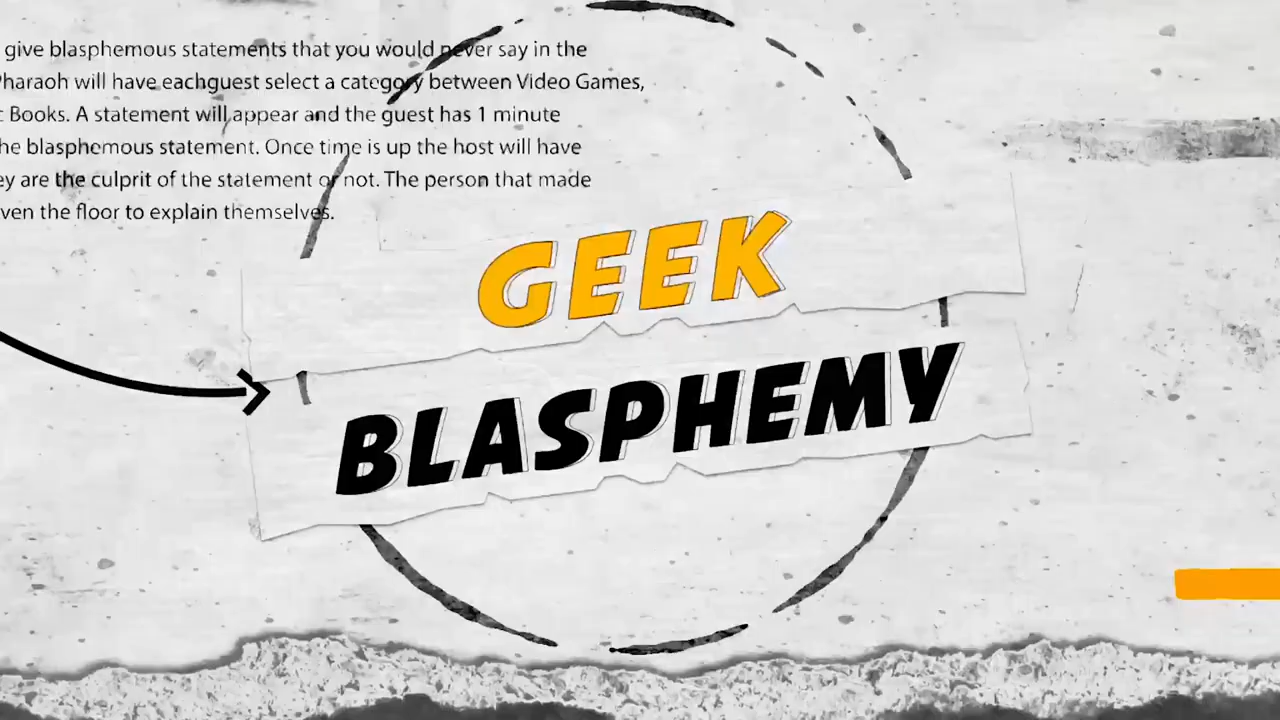 give blasphemous statements that you would never say in the
Pharaoh will have eachguest select a category between Video Games,
Books. A statement will appear and the guest has 1 minute
the blasphemous statement. Once time is up the host will have
are the culprit of the statement or not. The person that made
the floor to explain themselves.
GEEK
BLASPHEMY